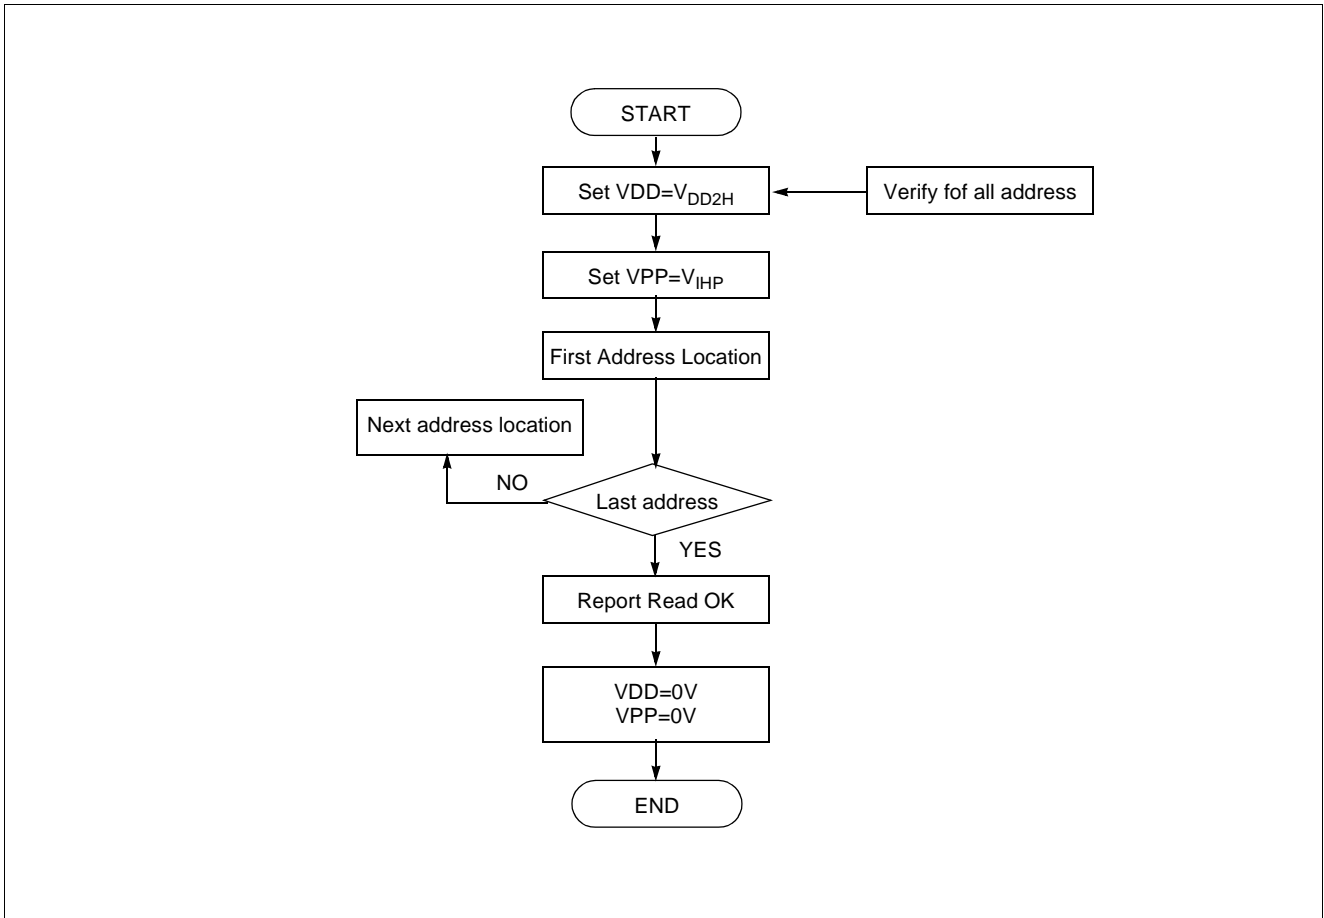 START
Set VDD=VDD2H
Verify fof all address
Set VPP=VIHP
First Address Location
Next address location
NO
Last address
YES
Report Read OK
VDD=0V
VPP=0V
END